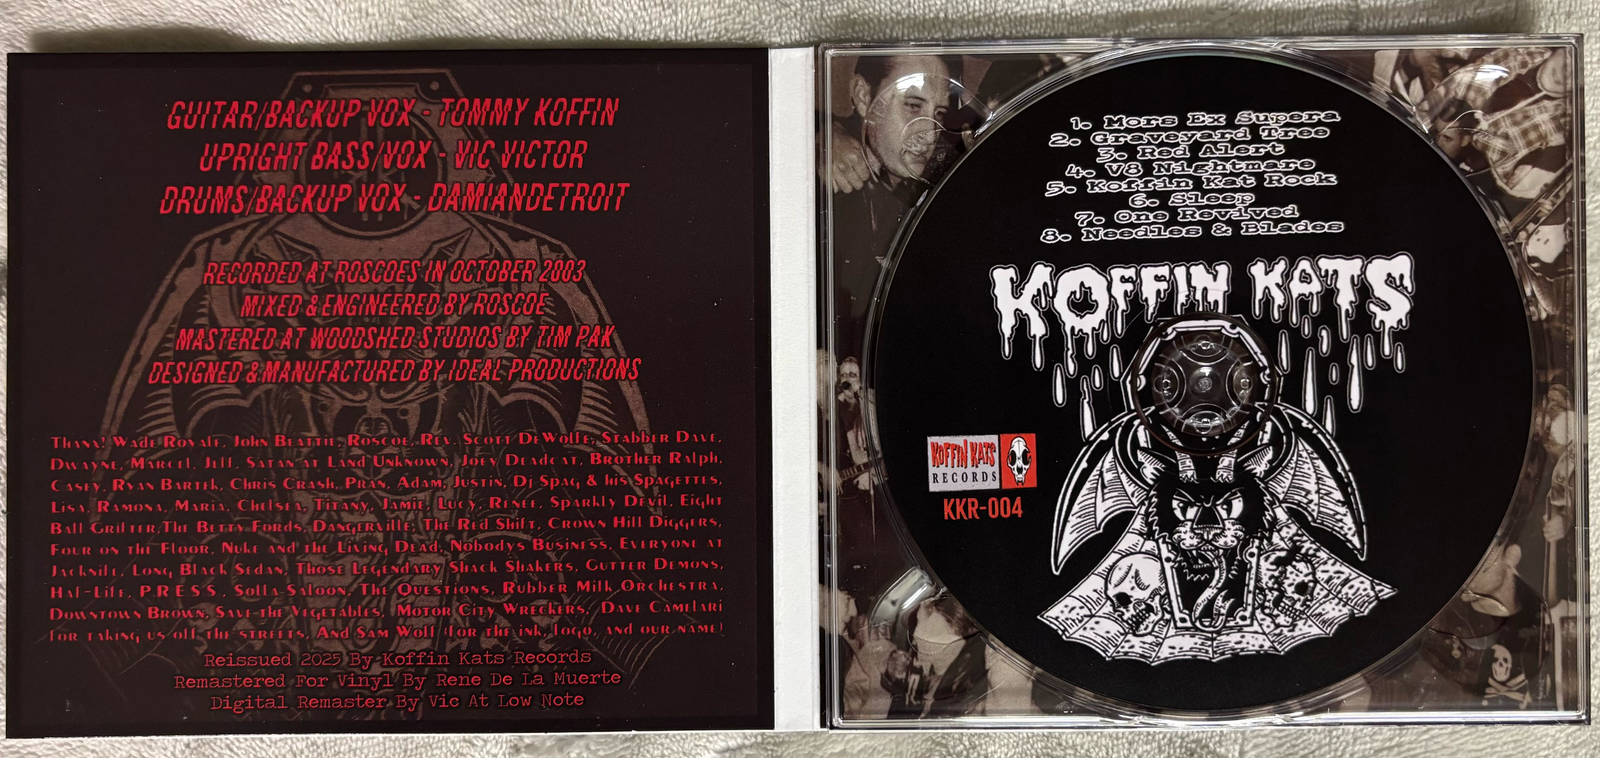 GUITAR/BACKUP VOX - TOMMY KOFFIN
UPRIGHT BASS/VOX - VIC VICTOR
DRUMS/BACKUP VOX - DAMIANDETROIT
RECORDED AT ROSCOES IN OCTOBER 2003
MIXED & ENGINEERED BY ROSCOE
MASTERED AT WOODSHED STUDIOS BY TIM PAK
DESIGNED & MANUFACTURED BY IDEAL PRODUCTIONS
Thanx! Wade Royale, John Beattie, Roscoe, Rev. Scott DeWolfe, Stabber Dave,
Dwayne, Marcel, Jeff, Satan at Land Unknown, Joey Deadcat, Brother Ralph,
Casey, Ryan Bartek, Chris Crash, Pran, Adam, Justin, Dj Spag & his Spagettes,
Lisa, Ramona, Maria, Chelsea, Titany, Jamie, Lucy, Renee, Sparkly Devil, Eight
Ball Grifter, The Betty Fords, Dangerville, The Red Shift, Crown Hill Diggers,
Four on the Floor, Nuke and the Living Dead, Nobodys Business, Everyone at
Jacknife, Long Black Sedan, Those Legendary Shack Shakers, Gutter Demons,
Haf-Life, P.R.E.S.S., Solla-Saloon, The Questions, Rubber Milk Orchestra,
Downtown Brown, Save the Vegetables, Motor City Wreckers, Dave Camelari
for taking us off the streets, And Sam Wolf (for the ink, logo, and our name)
Reissued 2025 By Koffin Kats Records
Remastered For Vinyl By Rene De La Muerte
Digital Remaster By Vic At Low Note
1. Mors Ex Supera
2. Graveyard Tree
3. Red Alert
4. V8 Nightmare
5. Koffin Kat Rock
6. Sleep
7. One Revived
8. Needles & Blades
KOFFIN KATS
KOFFIN KATS
RECORDS
KKR-004